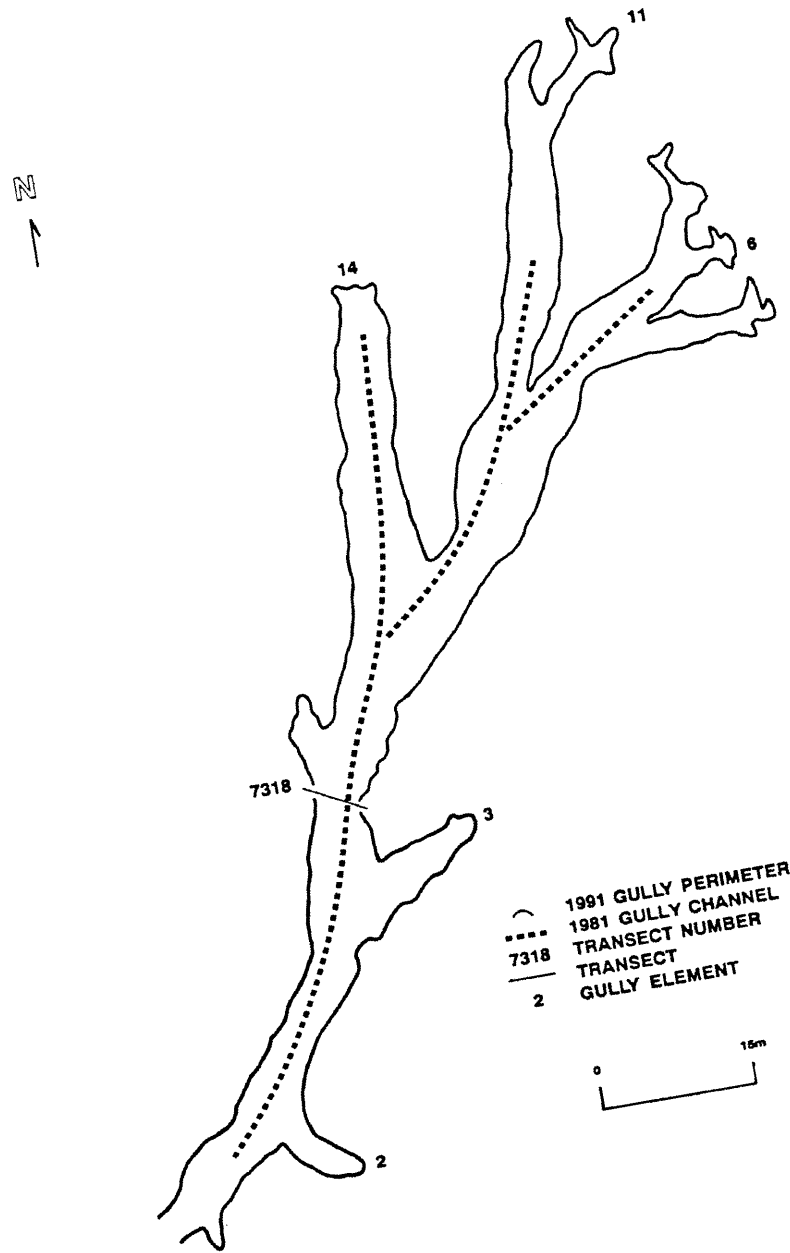 11
N
6
14
7318
3
1991 GULLY PERIMETER
1981 GULLY CHANNEL
7318 TRANSECT NUMBER
TRANSECT
2 GULLY ELEMENT
0 15m
2